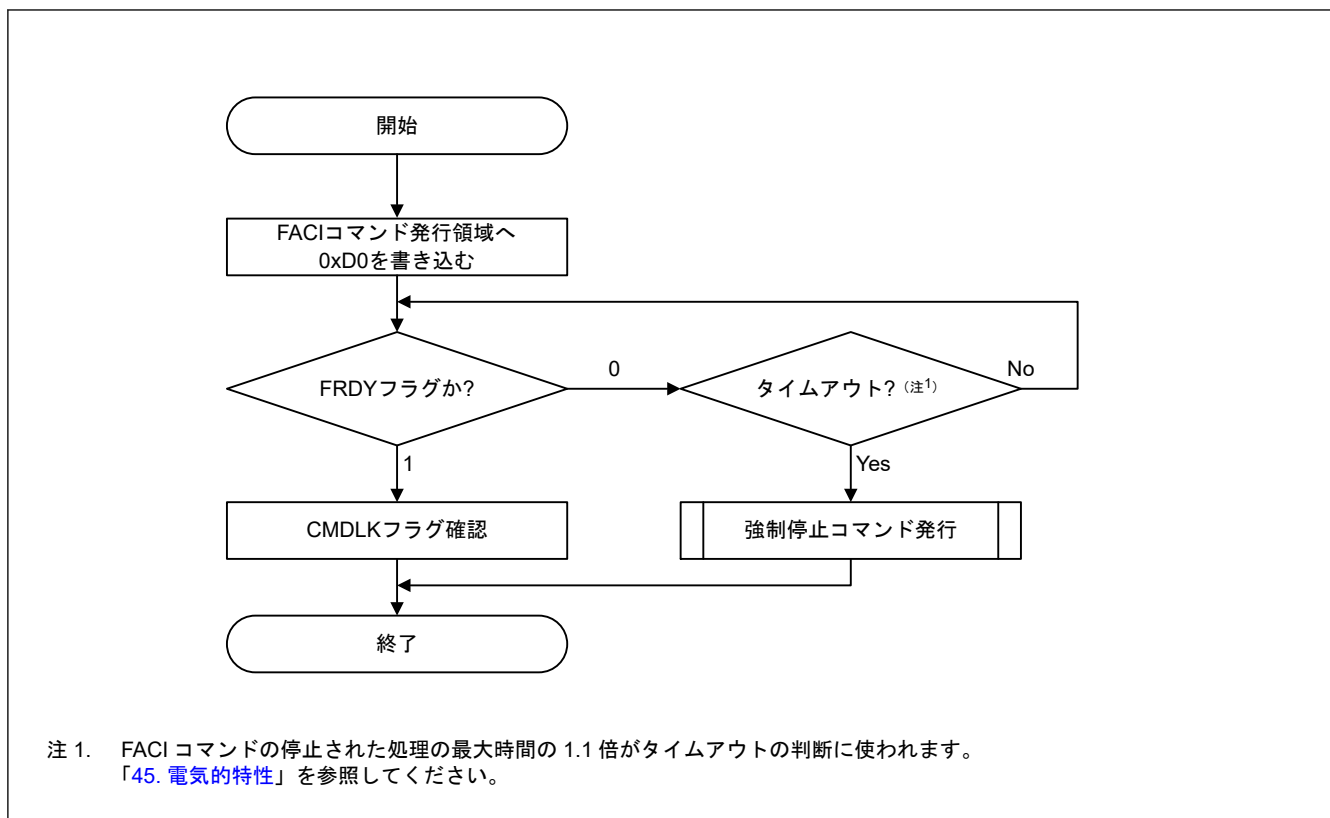 開始
FACIコマンド発行領域へ
0xD0を書き込む
FRDYフラグか?
0
タイムアウト?（注1）
No
1
Yes
CMDLKフラグ確認
強制停止コマンド発行
終了
注 1. FACI コマンドの停止された処理の最大時間の 1.1 倍がタイムアウトの判断に使われます。
「45. 電気的特性」を参照してください。